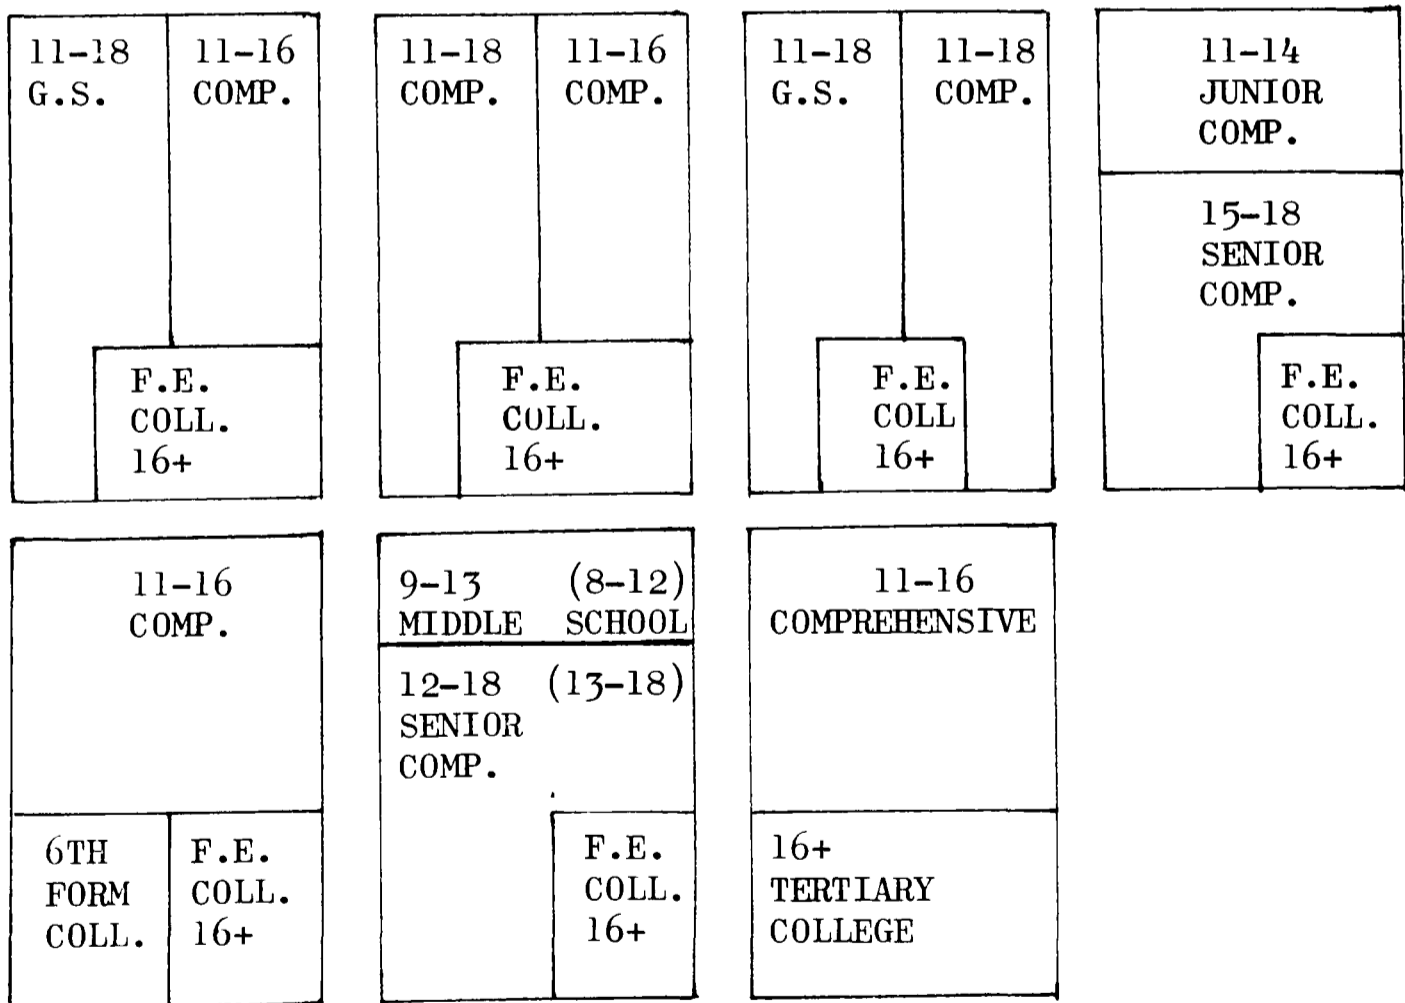 11-18
G.S.
11-16
COMP.
F.E.
COLL.
16+
11-18
COMP.
11-16
COMP.
F.E.
COLL.
16+
11-18
G.S.
11-18
COMP.
F.E.
COLL
16+
11-14
JUNIOR
COMP.
15-18
SENIOR
COMP.
F.E.
COLL.
16+
11-16
COMP.
6TH
FORM
COLL.
F.E.
COLL.
16+
9-13 (8-12)
MIDDLE SCHOOL
12-18 (13-18)
SENIOR
COMP.
F.E.
COLL.
16+
11-16
COMPREHENSIVE
16+
TERTIARY
COLLEGE